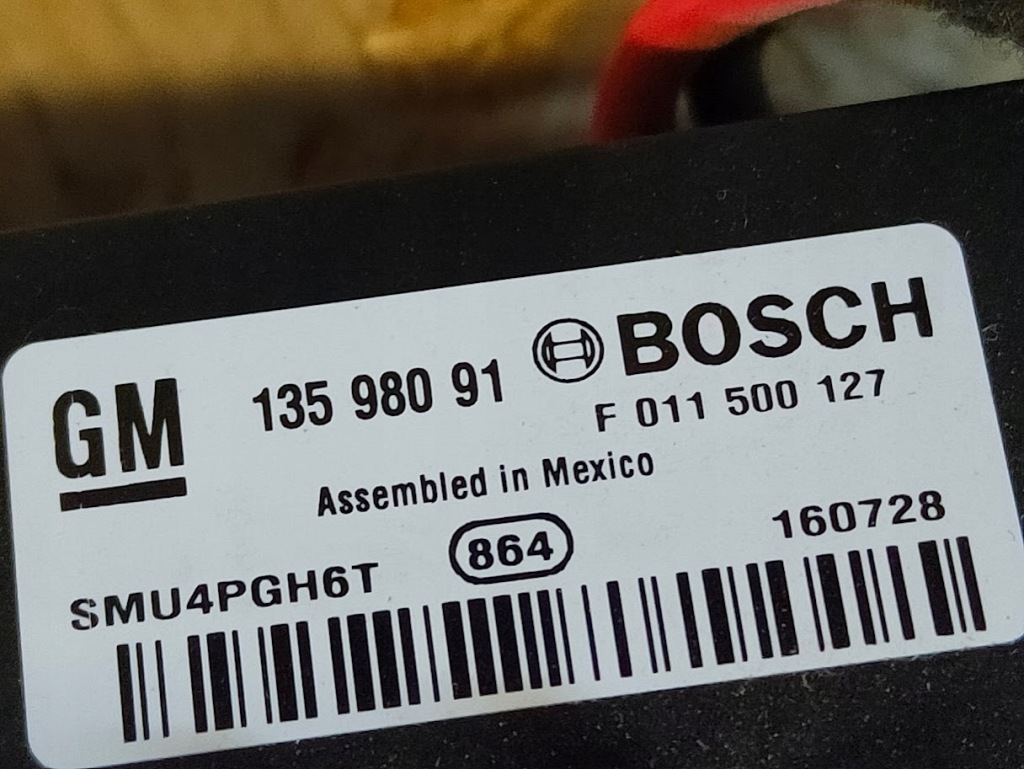 GM 135 980 91 BOSCH
F 011 500 127
Assembled in Mexico
SMU4PGH6T 864 160728